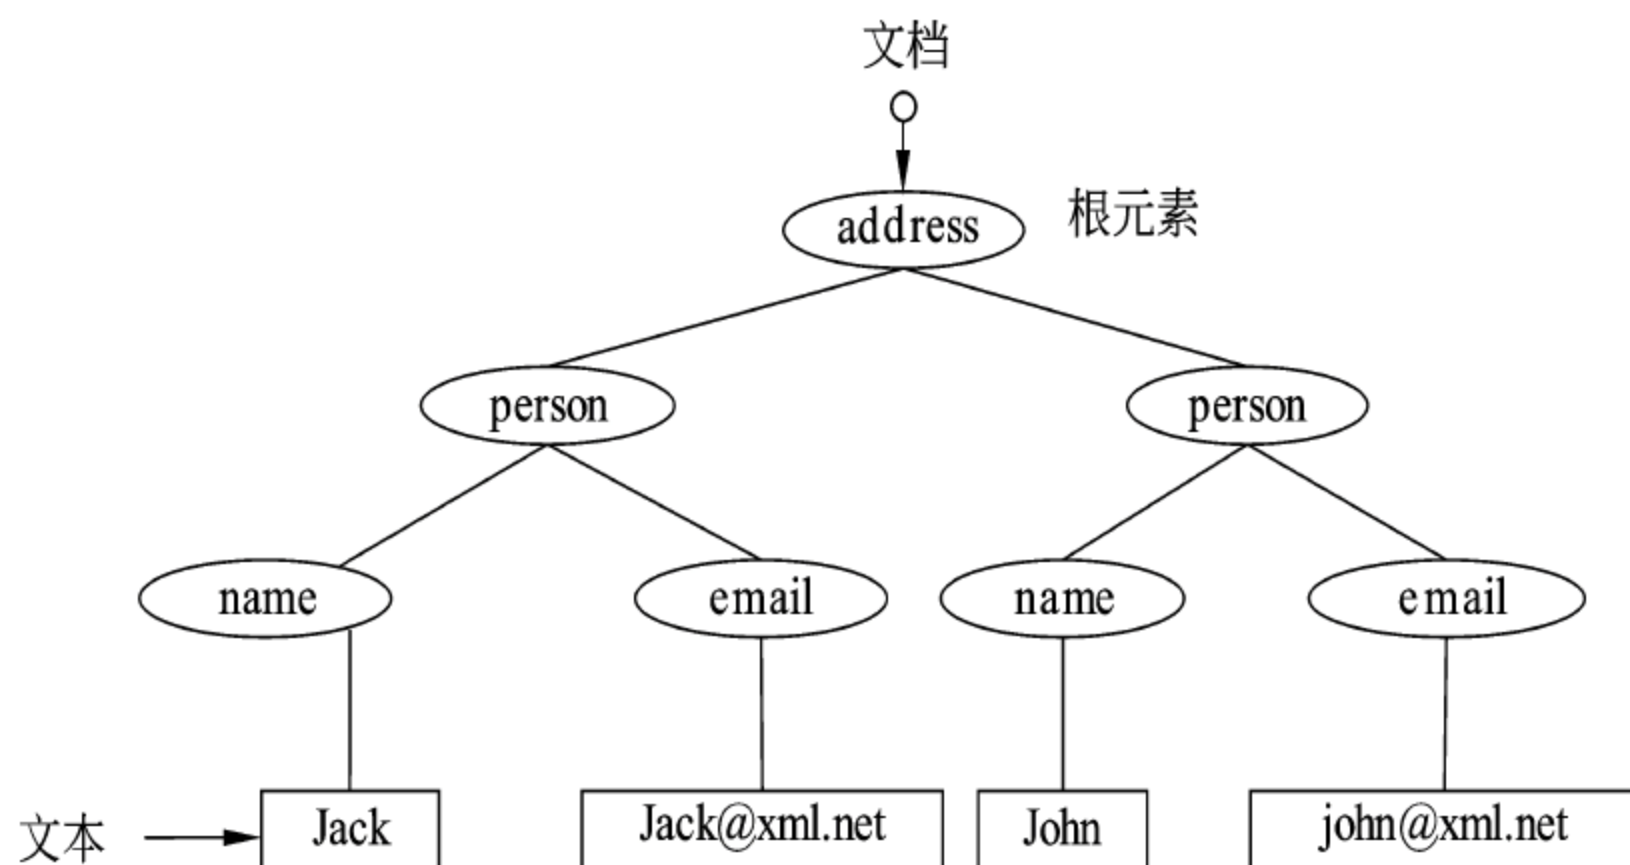 文档
address
根元素
person
person
name
email
name
email
文本
Jack
Jack@xml.net
John
john@xml.net